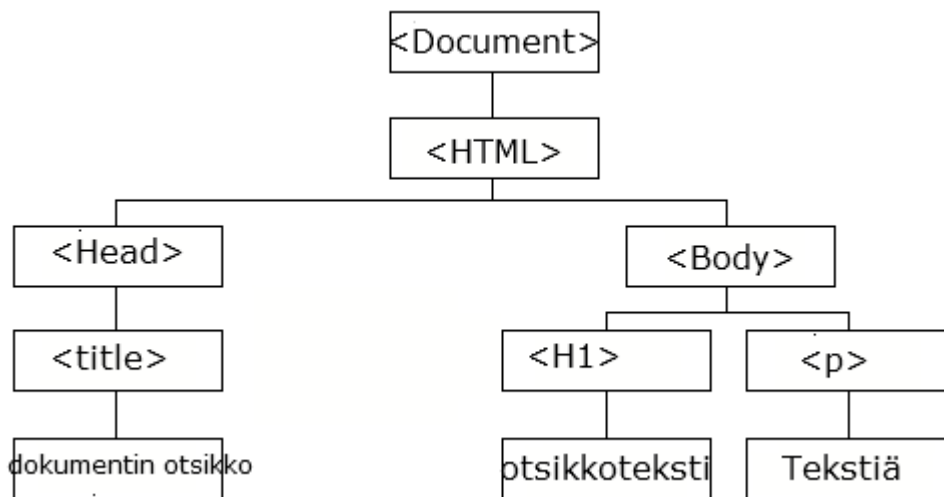 <Document>
<HTML>
<Head>
<Body>
<title>
<H1>
<p>
dokumentin otsikko
otsikkoteksti
Tekstiä